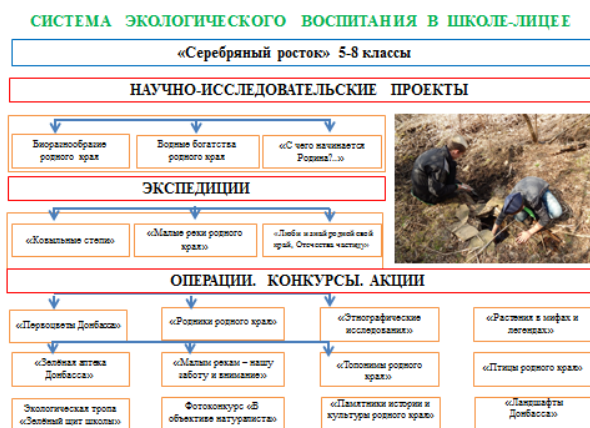 СИСТЕМА ЭКОЛОГИЧЕСКОГО ВОСПИТАНИЯ В ШКОЛЕ-ЛИЦЕЕ
«Серебряный росток» 5-8 классы
НАУЧНО-ИССЛЕДОВАТЕЛЬСКИЕ ПРОЕКТЫ
Биоразнообразие
родного края
Водные богатства
родного края
«С чего начинается
Родина?..»
ЭКСПЕДИЦИИ
«Ковыльные степи»
«Малые реки родного
края»
«Люби и знай родной свой
край, Отечества частицу»
ОПЕРАЦИИ. КОНКУРСЫ. АКЦИИ
«Первоцветы Донбасса»
«Родники родного края»
«Этнографические
исследования»
«Растения в мифах и
легендах»
«Зелёная аптека
Донбасса»
«Малым рекам – нашу
заботу и внимание»
«Топонимы родного
края»
«Птицы родного края»
Экологическая тропа
«Зелёный щит школы»
Фотоконкурс «В
объективе натуралиста»
«Памятники истории и
культуры родного края»
«Ландшафты
Донбасса»